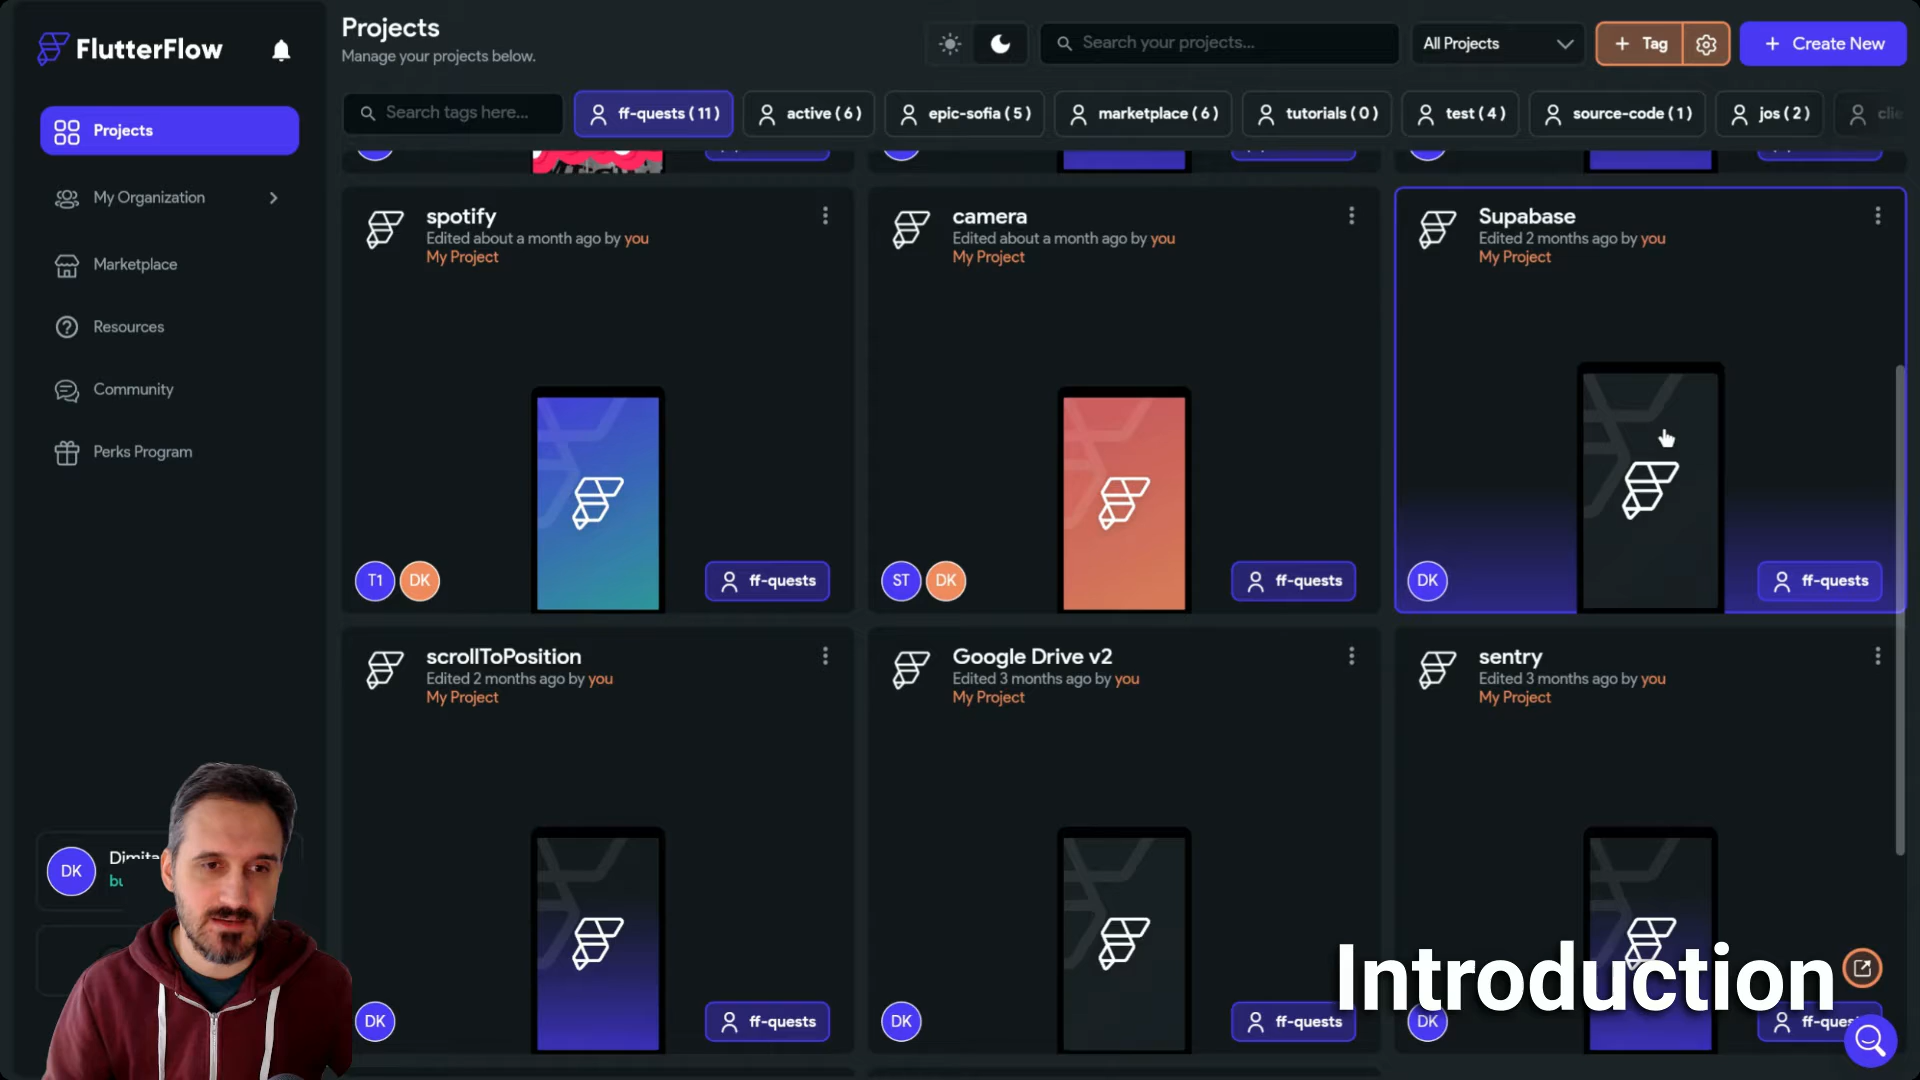 FlutterFlow
Projects
Manage your projects below.
Search your projects...
All Projects
+ Tag
+ Create New
Search tags here...
ff-quests ( 11 )
active ( 6 )
epic-sofia ( 5 )
marketplace ( 6 )
tutorials ( 0 )
test ( 4 )
source-code ( 1 )
jos ( 2 )
Projects
My Organization
Marketplace
Resources
Community
Perks Program
spotify
Edited about a month ago by you
My Project
T1
DK
ff-quests
camera
Edited about a month ago by you
My Project
ST
DK
ff-quests
Supabase
Edited 2 months ago by you
My Project
DK
ff-quests
scrollToPosition
Edited 2 months ago by you
My Project
DK
ff-quests
Google Drive v2
Edited 3 months ago by you
My Project
DK
ff-quests
sentry
Edited 3 months ago by you
My Project
DK
DK
Introduction